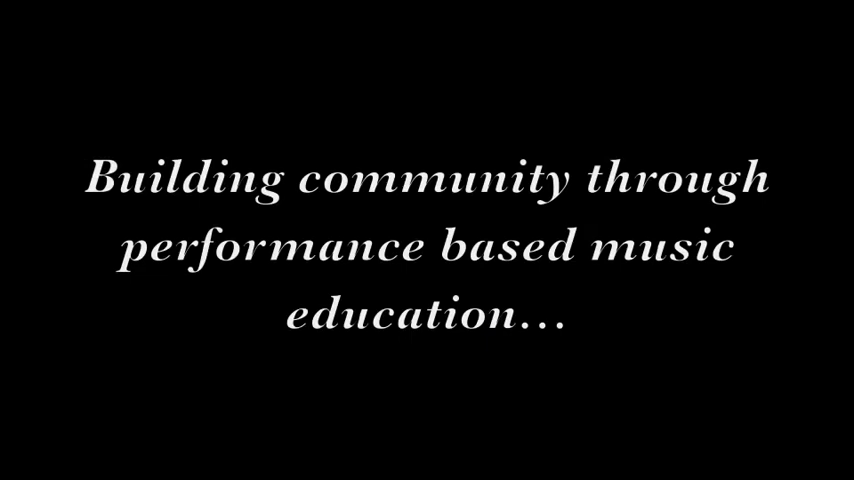 Building community through
performance based music
education...